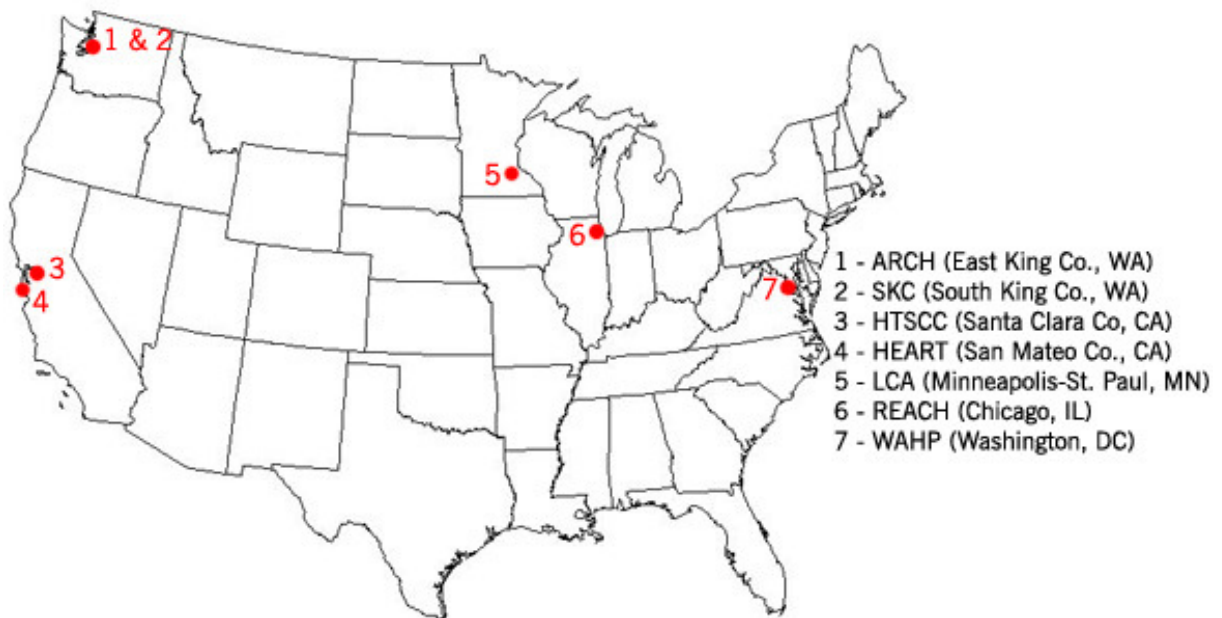 1 & 2
5
6
3
4
7
1 - ARCH (East King Co., WA)
2 - SKC (South King Co., WA)
3 - HTSCC (Santa Clara Co, CA)
4 - HEART (San Mateo Co., CA)
5 - LCA (Minneapolis-St. Paul, MN)
6 - REACH (Chicago, IL)
7 - WAHP (Washington, DC)